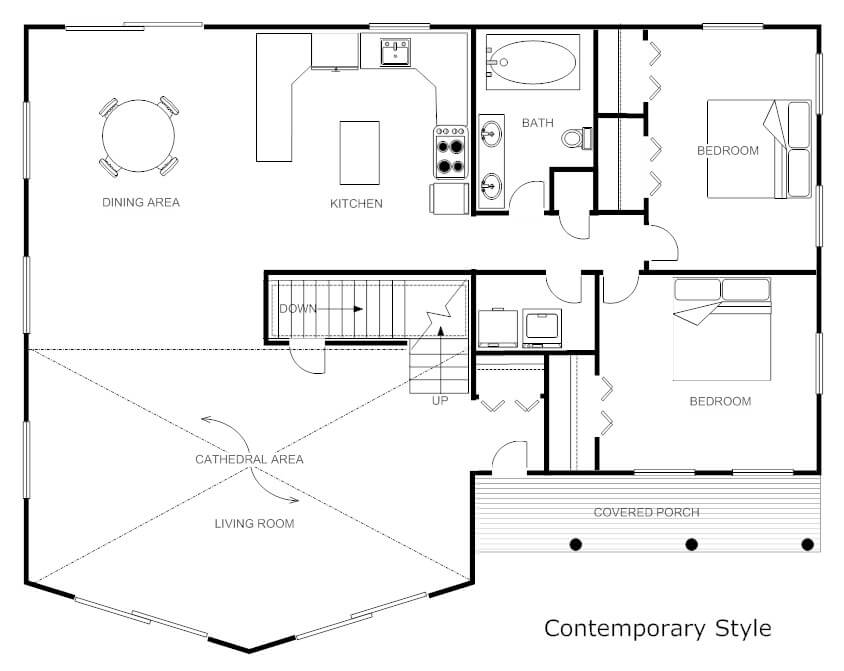 BATH
BEDROOM
DINING AREA
KITCHEN
DOWN
UP
BEDROOM
CATHEDRAL AREA
LIVING ROOM
COVERED PORCH
Contemporary Style